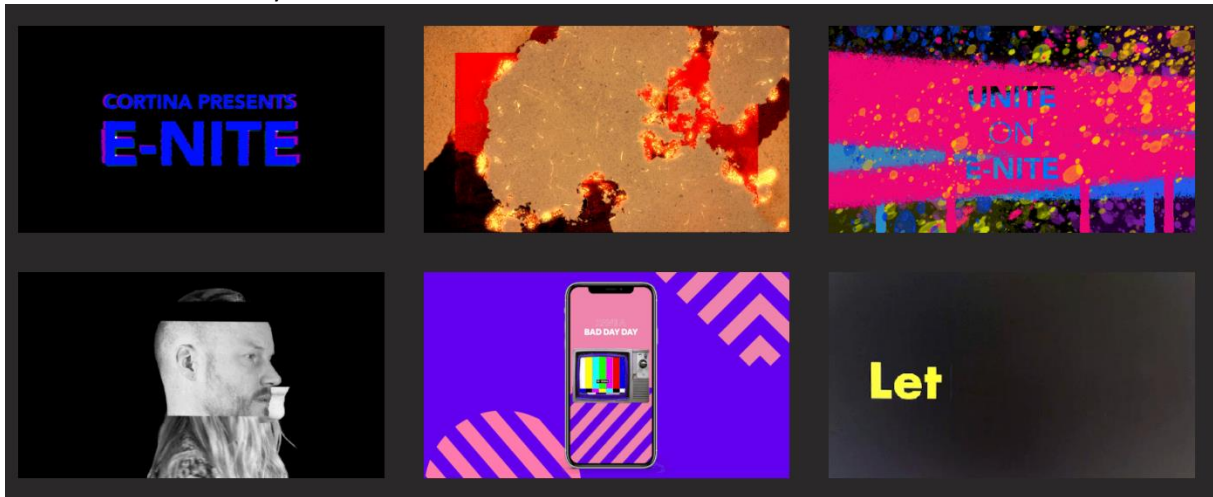 CORTINA PRESENTS
E-NITE
UNITE
ON
E-NITE
BAD DAY DAY
Let